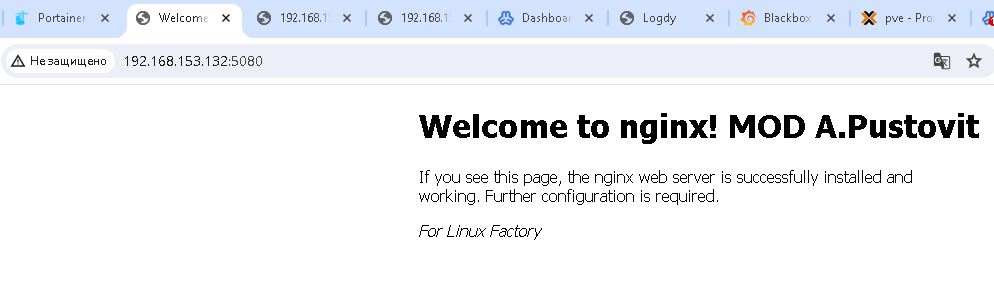 Portainer
Welcome
192.168.1
192.168.1
Dashboar
Logdy
Blackbox
pve - Pro
Не защищено
192.168.153.132:5080
Welcome to nginx! MOD A.Pustovit
If you see this page, the nginx web server is successfully installed and
working. Further configuration is required.
For Linux Factory